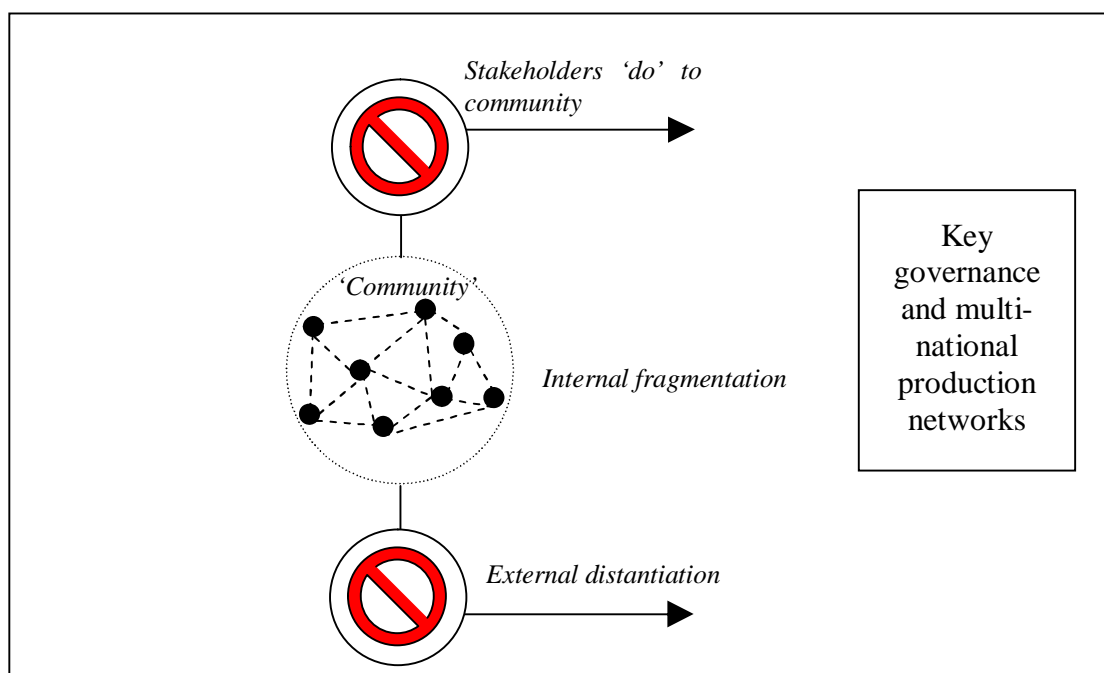 Stakeholders ‘do’ to
community
‘Community’
Internal fragmentation
External distantiation
Key
governance
and multi-
national
production
networks